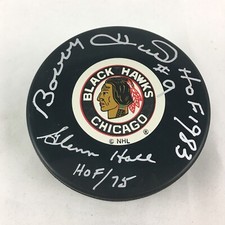 Bobby Hull #9
HOF 1983
BLACK HAWKS
CHICAGO
© NHL
Glenn Hall
HOF/75